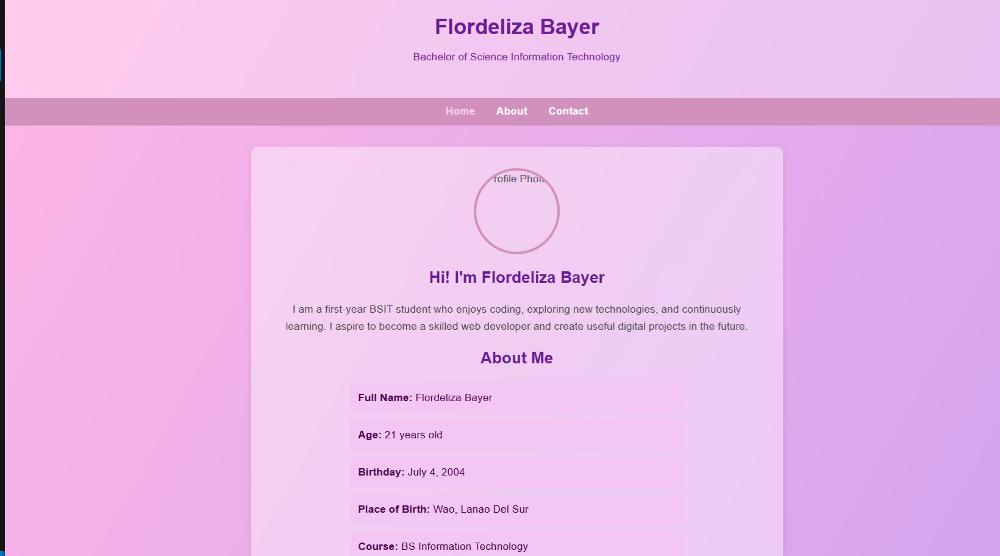 Flordeliza Bayer
Bachelor of Science Information Technology
Home About Contact
rofile Phot
Hi! I'm Flordeliza Bayer
I am a first-year BSIT student who enjoys coding, exploring new technologies, and continuously
learning. I aspire to become a skilled web developer and create useful digital projects in the future.
About Me
Full Name: Flordeliza Bayer
Age: 21 years old
Birthday: July 4, 2004
Place of Birth: Wao, Lanao Del Sur
Course: BS Information Technology